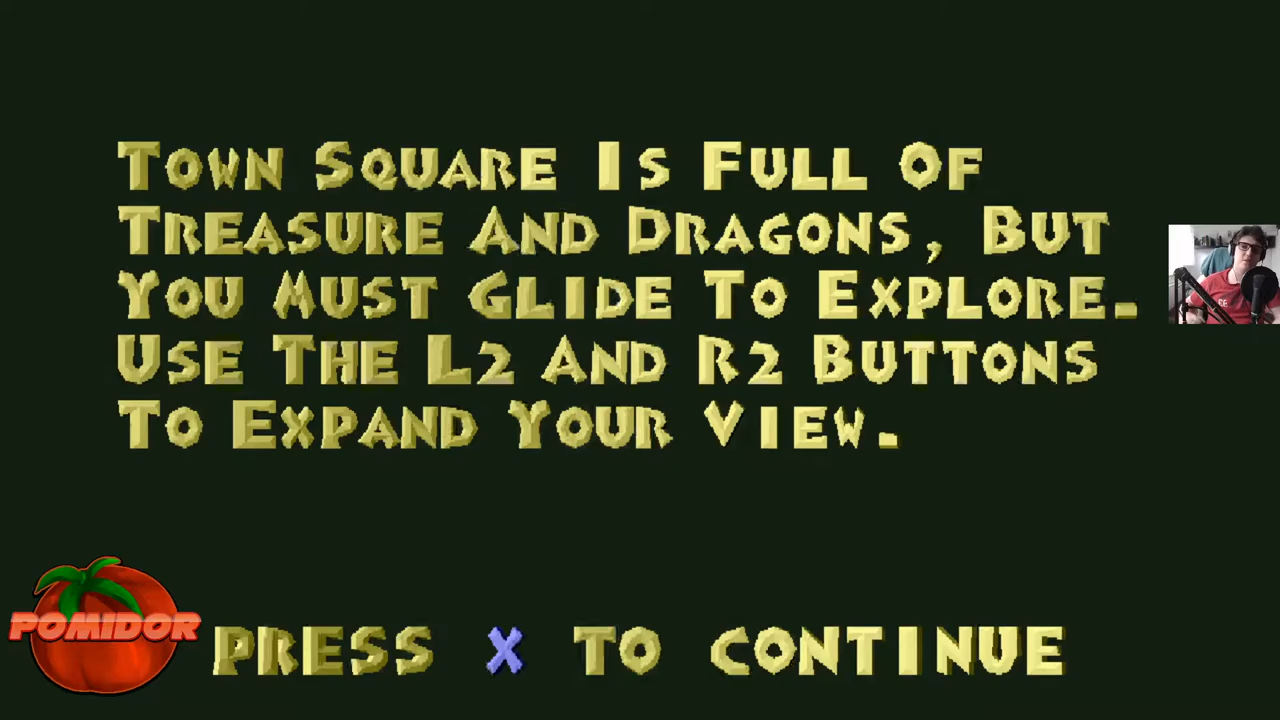 Town Square Is Full Of
Treasure And Dragons, But
You Must Glide To Explore.
Use The L2 And R2 Buttons
To Expand Your View.
POMIDOR
PRESS X TO CONTINUE